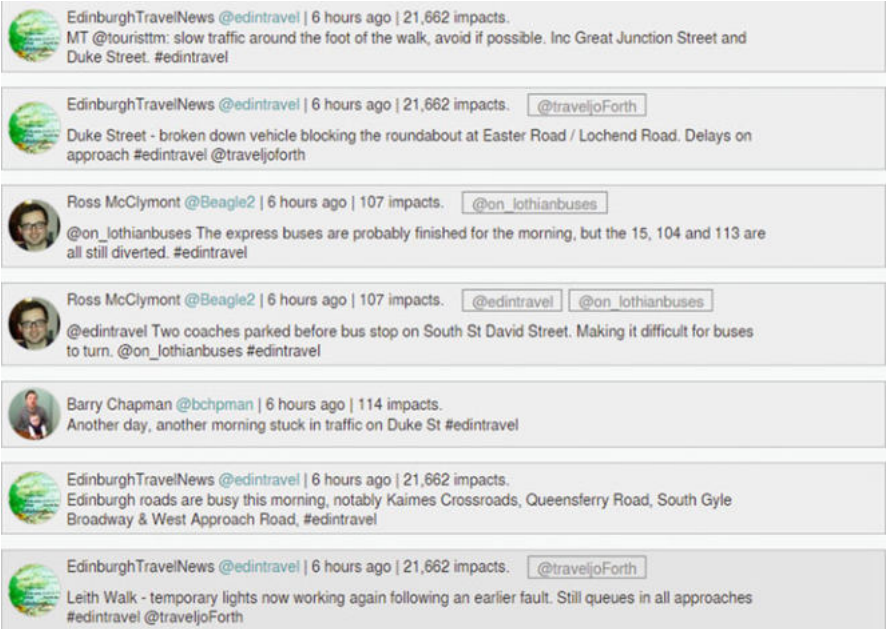 EdinburghTravelNews @edintravel | 6 hours ago | 21,662 impacts.
MT @touristtm: slow traffic around the foot of the walk, avoid if possible. Inc Great Junction Street and
Duke Street. #edintravel
EdinburghTravelNews @edintravel | 6 hours ago | 21,662 impacts. @traveljoForth
Duke Street - broken down vehicle blocking the roundabout at Easter Road / Lochend Road. Delays on
approach #edintravel @traveljoforth
Ross McClymont @Beagle2 | 6 hours ago | 107 impacts. @on_lothianbuses
@on_lothianbuses The express buses are probably finished for the morning, but the 15, 104 and 113 are
all still diverted. #edintravel
Ross McClymont @Beagle2 | 6 hours ago | 107 impacts. @edintravel @on_lothianbuses
@edintravel Two coaches parked before bus stop on South St David Street. Making it difficult for buses
to turn. @on_lothianbuses #edintravel
Barry Chapman @bchpman | 6 hours ago | 114 impacts.
Another day, another morning stuck in traffic on Duke St #edintravel
EdinburghTravelNews @edintravel | 6 hours ago | 21,662 impacts.
Edinburgh roads are busy this morning, notably Kaimes Crossroads, Queensferry Road, South Gyle
Broadway & West Approach Road, #edintravel
EdinburghTravelNews @edintravel | 6 hours ago | 21,662 impacts. @traveljoForth
Leith Walk - temporary lights now working again following an earlier fault. Still queues in all approaches
#edintravel @traveljoForth